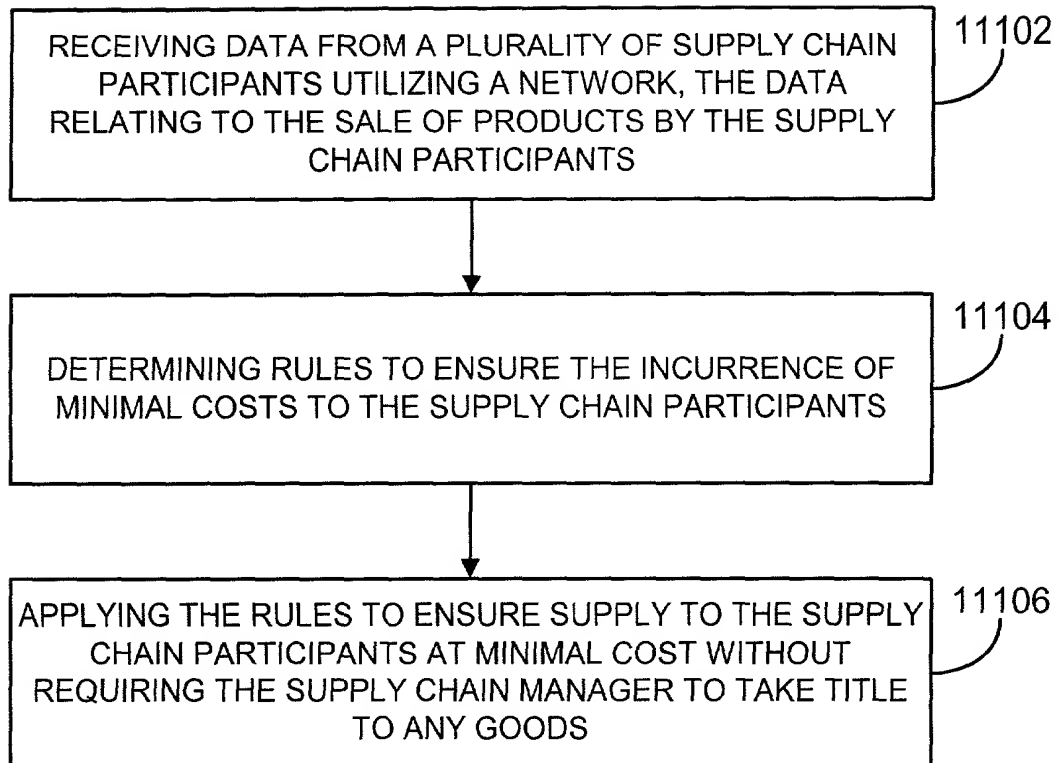 RECEIVING DATA FROM A PLURALITY OF SUPPLY CHAIN
PARTICIPANTS UTILIZING A NETWORK, THE DATA
RELATING TO THE SALE OF PRODUCTS BY THE SUPPLY
CHAIN PARTICIPANTS
11102
DETERMINING RULES TO ENSURE THE INCURRENCE OF
MINIMAL COSTS TO THE SUPPLY CHAIN PARTICIPANTS
11104
APPLYING THE RULES TO ENSURE SUPPLY TO THE SUPPLY
CHAIN PARTICIPANTS AT MINIMAL COST WITHOUT
REQUIRING THE SUPPLY CHAIN MANAGER TO TAKE TITLE
TO ANY GOODS
11106